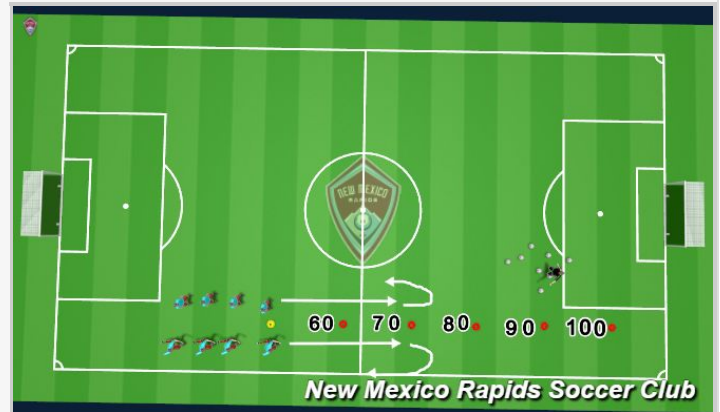 NEW MEXICO
RAPIDS
60 70 80 90 100
New Mexico Rapids Soccer Club